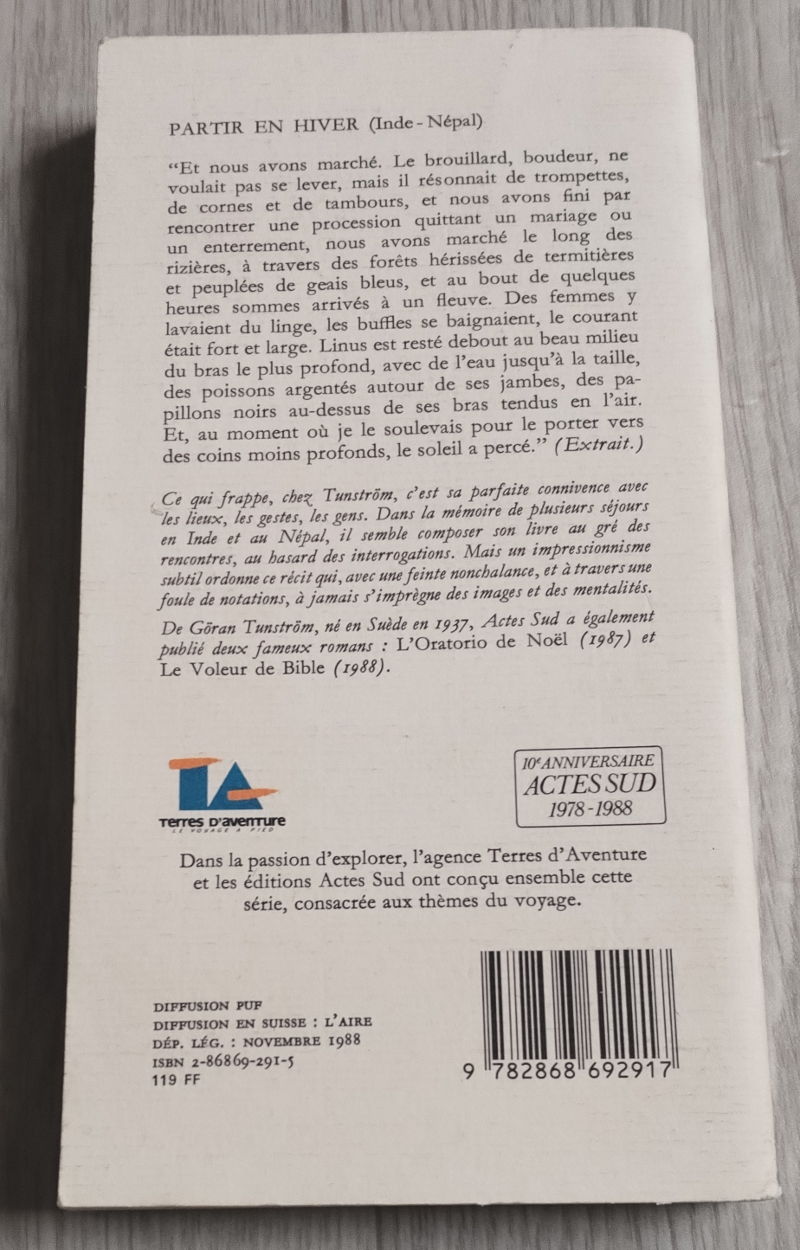 PARTIR EN HIVER (Inde - Népal)
“Et nous avons marché. Le brouillard, boudeur, ne
voulait pas se lever, mais il résonnait de trompettes,
de cornes et de tambours, et nous avons fini par
rencontrer une procession quittant un mariage ou
un enterrement, nous avons marché le long des
rizières, à travers des forêts hérissées de termitières
et peuplées de geais bleus, et au bout de quelques
heures sommes arrivés à un fleuve. Des femmes y
lavaient du linge, les buffles se baignaient, le courant
était fort et large. Linus est resté debout au beau milieu
du bras le plus profond, avec de l’eau jusqu’à la taille,
des poissons argentés autour de ses jambes, des pa-
pillons noirs au-dessus de ses bras tendus en l’air.
Et, au moment où je le soulevais pour le porter vers
des coins moins profonds, le soleil a percé.” (Extrait.)
Ce qui frappe, chez Tunström, c’est sa parfaite connivence avec
les lieux, les gestes, les gens. Dans la mémoire de plusieurs séjours
en Inde et au Népal, il semble composer son livre au gré des
rencontres, au hasard des interrogations. Mais un impressionnisme
subtil ordonne ce récit qui, avec une feinte nonchalance, et à travers une
foule de notations, à jamais s’imprègne des images et des mentalités.
De Göran Tunström, né en Suède en 1937, Actes Sud a également
publié deux fameux romans : L’Oratorio de Noël (1987) et
Le Voleur de Bible (1988).
TA
Terres D’aventure
LE VOYAGE A PIED
10e ANNIVERSAIRE
ACTES SUD
1978-1988
Dans la passion d’explorer, l’agence Terres d’Aventure
et les éditions Actes Sud ont conçu ensemble cette
série, consacrée aux thèmes du voyage.
DIFFUSION PUF
DIFFUSION EN SUISSE : L’AIRE
DÉP. LÉG. : NOVEMBRE 1988
ISBN 2-86869-291-5
119 FF
9 782868 692917